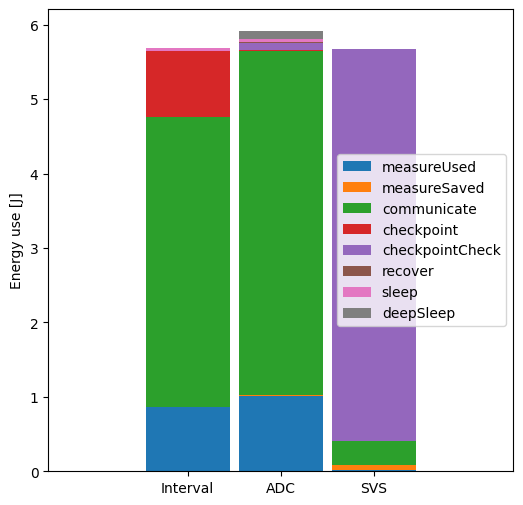 6
5
4
3
2
1
0
Energy use [J]
measureUsed
measureSaved
communicate
checkpoint
checkpointCheck
recover
sleep
deepSleep
Interval
ADC
SVS